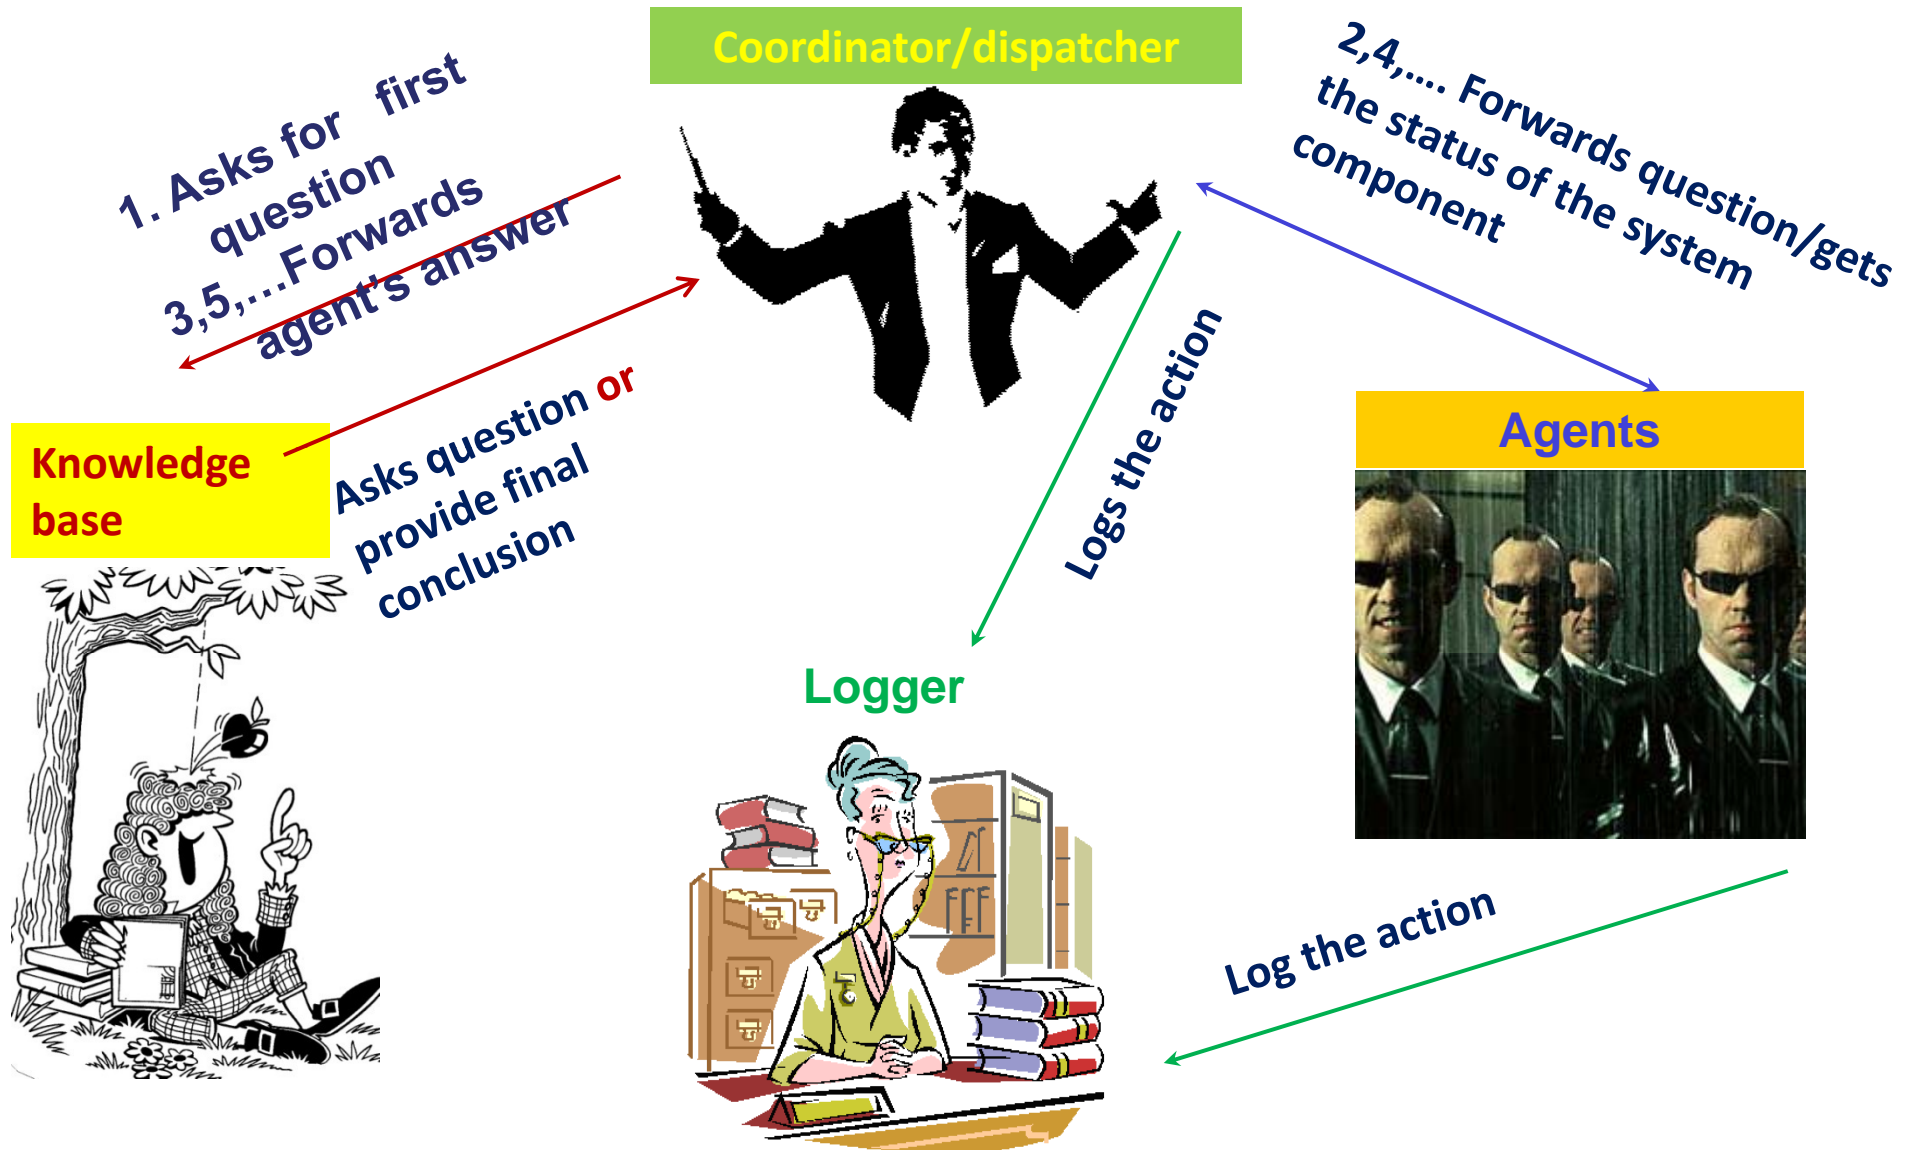 Coordinator/dispatcher
1. Asks for first
question
3,5,...Forwards
agent's answer
2,4,.... Forwards question/gets
the status of the system
component
Knowledge
base
Asks question or
provide final
conclusion
Logs the action
Agents
Logger
Log the action